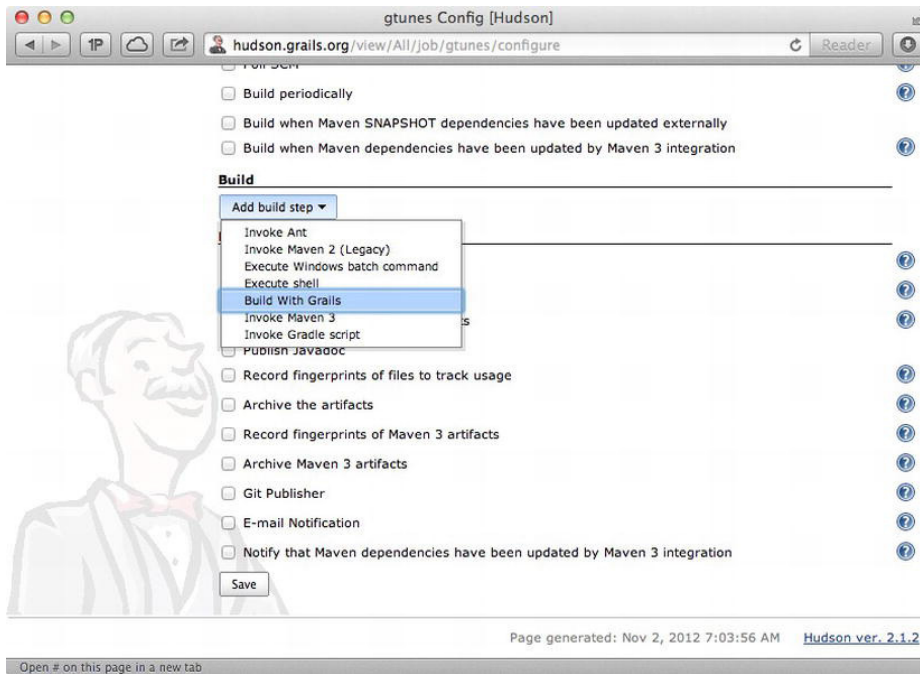 gtunes Config [Hudson]
1P
hudson.grails.org/view/All/job/gtunes/configure
Reader
Poll SCM
Build periodically
Build when Maven SNAPSHOT dependencies have been updated externally
Build when Maven dependencies have been updated by Maven 3 integration
Build
Add build step
Invoke Ant
Invoke Maven 2 (Legacy)
Execute Windows batch command
Execute shell
Build With Grails
Invoke Maven 3
Invoke Gradle script
Publish Javadoc
Record fingerprints of files to track usage
Archive the artifacts
Record fingerprints of Maven 3 artifacts
Archive Maven 3 artifacts
Git Publisher
E-mail Notification
Notify that Maven dependencies have been updated by Maven 3 integration
Save
Page generated: Nov 2, 2012 7:03:56 AM Hudson ver. 2.1.2
Open # on this page in a new tab